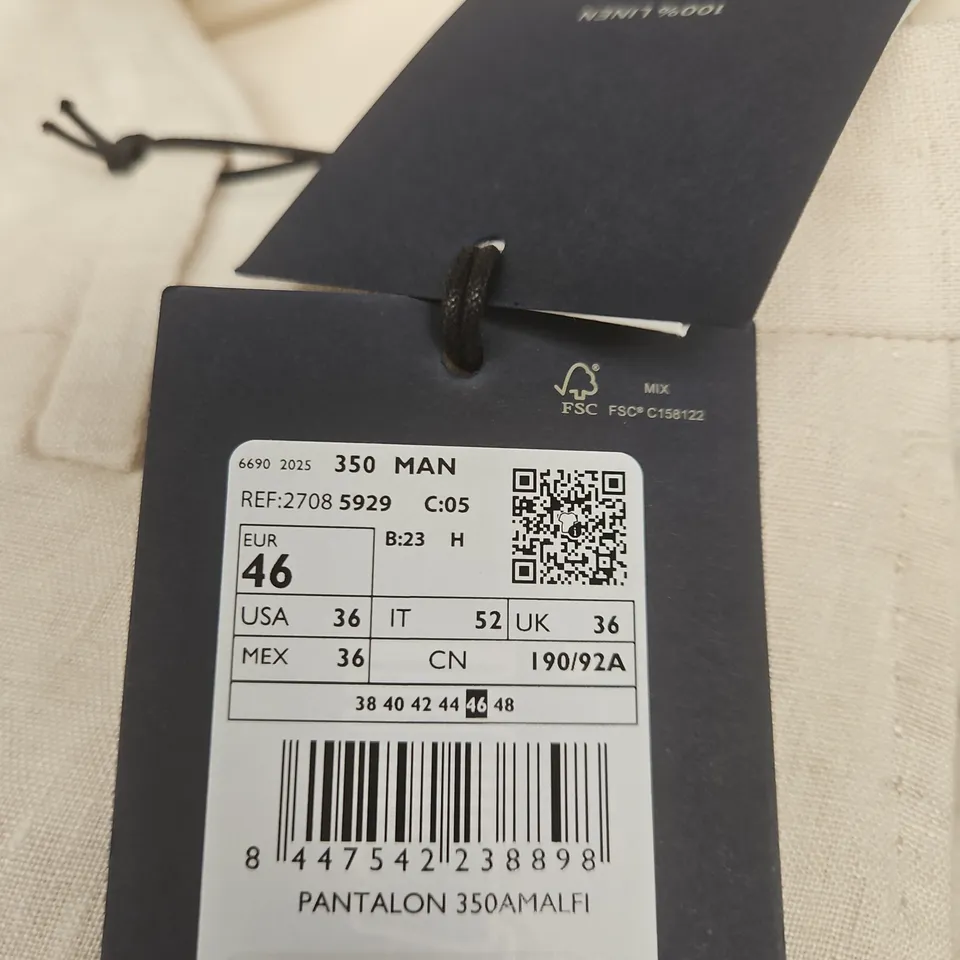 100% LINEN
MIX
FSC® FSC® C158122
6690 2025 350 MAN
REF:2708 5929 C:05
EUR B:23 H
46
USA 36 IT 52 UK 36
MEX 36 CN 190/92A
38 40 42 44 46 48
8 447542 238898
PANTALON 350AMALFI